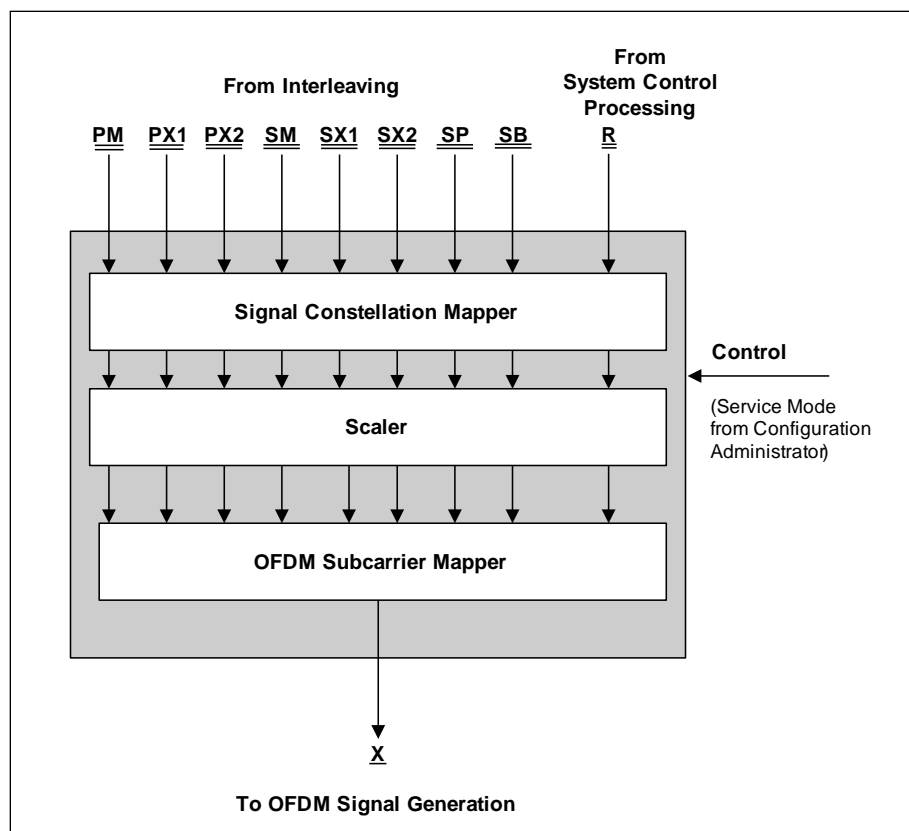 From Interleaving
From
System Control
Processing
PM PX1 PX2 SM SX1 SX2 SP SB R
Signal Constellation Mapper
Control
(Service Mode
from Configuration
Administrator)
Scaler
OFDM Subcarrier Mapper
X
To OFDM Signal Generation